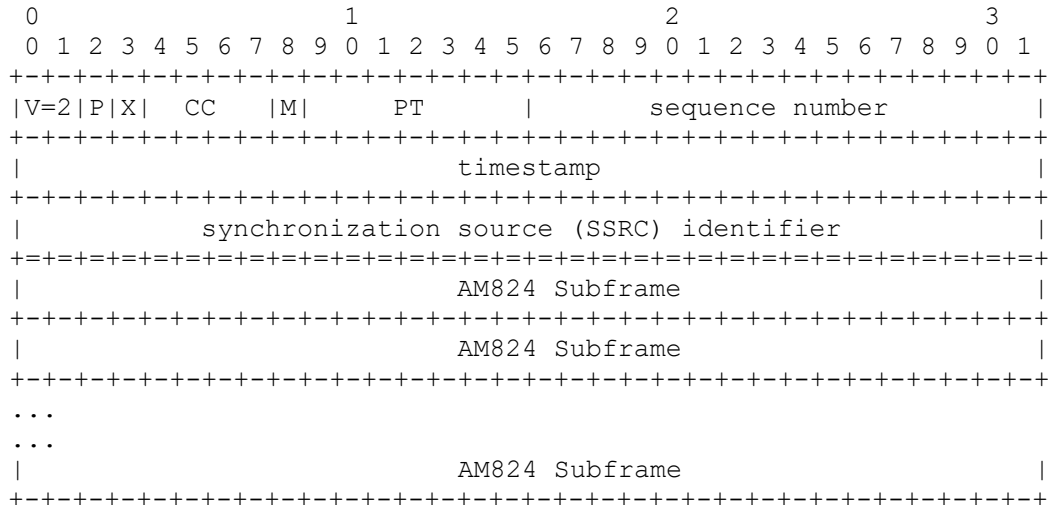 0                   1                   2                   3
 0 1 2 3 4 5 6 7 8 9 0 1 2 3 4 5 6 7 8 9 0 1 2 3 4 5 6 7 8 9 0 1
+-+-+-+-+-+-+-+-+-+-+-+-+-+-+-+-+-+-+-+-+-+-+-+-+-+-+-+-+-+-+-+-+
|V=2|P|X|  CC   |M|     PT      |       sequence number         |
+-+-+-+-+-+-+-+-+-+-+-+-+-+-+-+-+-+-+-+-+-+-+-+-+-+-+-+-+-+-+-+-+
|                           timestamp                           |
+-+-+-+-+-+-+-+-+-+-+-+-+-+-+-+-+-+-+-+-+-+-+-+-+-+-+-+-+-+-+-+-+
|           synchronization source (SSRC) identifier            |
+=+=+=+=+=+=+=+=+=+=+=+=+=+=+=+=+=+=+=+=+=+=+=+=+=+=+=+=+=+=+=+=+
|                           AM824 Subframe                      |
+-+-+-+-+-+-+-+-+-+-+-+-+-+-+-+-+-+-+-+-+-+-+-+-+-+-+-+-+-+-+-+-+
|                           AM824 Subframe                      |
+-+-+-+-+-+-+-+-+-+-+-+-+-+-+-+-+-+-+-+-+-+-+-+-+-+-+-+-+-+-+-+-+
...
...
|                           AM824 Subframe                      |
+-+-+-+-+-+-+-+-+-+-+-+-+-+-+-+-+-+-+-+-+-+-+-+-+-+-+-+-+-+-+-+-+